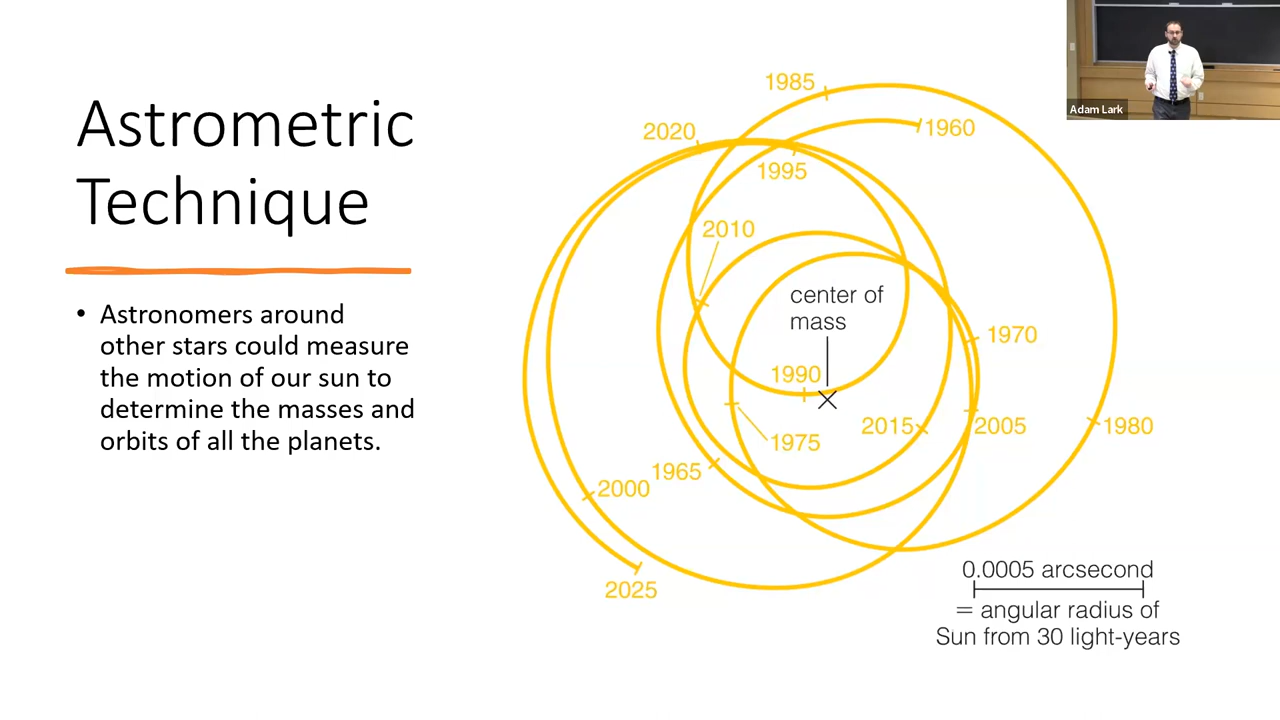 Astrometric
Technique
• Astronomers around
other stars could measure
the motion of our sun to
determine the masses and
orbits of all the planets.
1985
1960
2020
1995
2010
center of
mass
1970
1990
2015
2005
1980
1975
1965
2000
2025
0.0005 arcsecond
= angular radius of
Sun from 30 light-years
Adam Lark